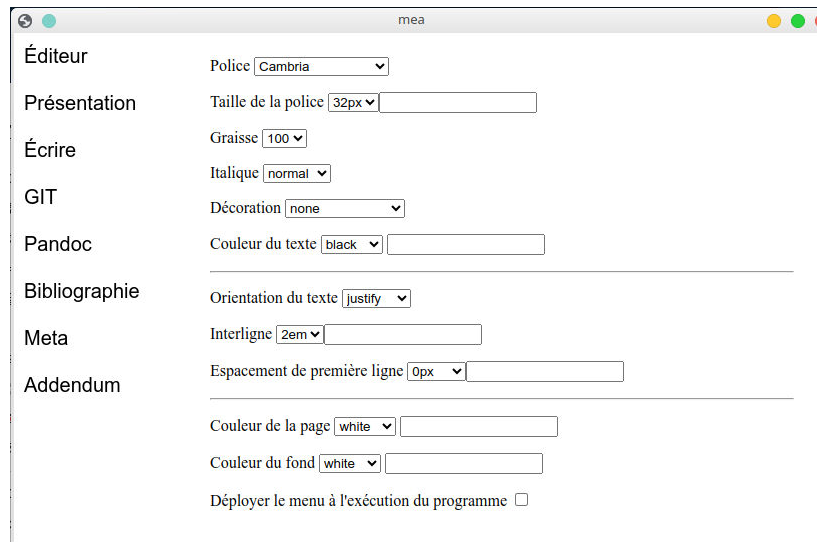 mea
Éditeur
Présentation
Écrire
GIT
Pandoc
Bibliographie
Meta
Addendum
Police Cambria
Taille de la police 32px
Graisse 100
Italique normal
Décoration none
Couleur du texte black
Orientation du texte justify
Interligne 2em
Espacement de première ligne 0px
Couleur de la page white
Couleur du fond white
Déployer le menu à l'exécution du programme